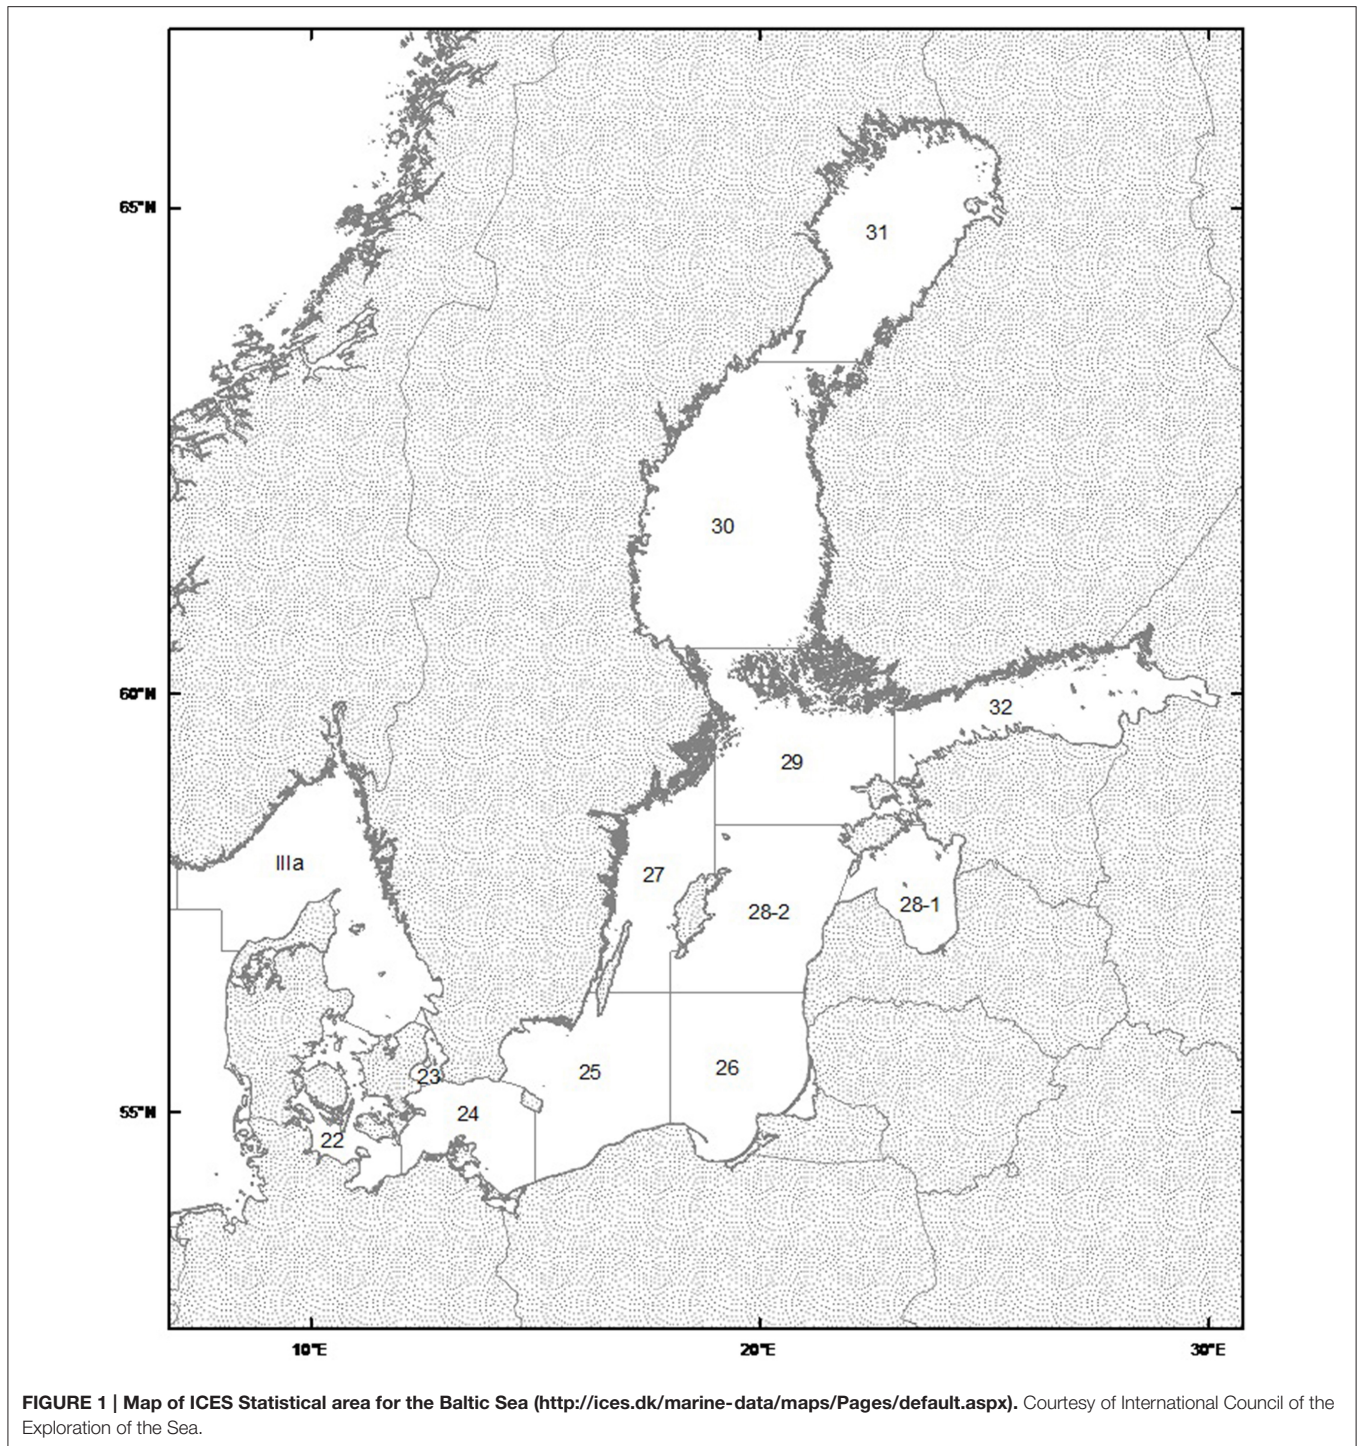 65°N
31
30
60°N
32
29
IIIa
27
28-2
28-1
25
26
23
24
55°N
22
10°E
20°E
30°E
FIGURE 1 | Map of ICES Statistical area for the Baltic Sea (http://ices.dk/marine-data/maps/Pages/default.aspx). Courtesy of International Council of the
Exploration of the Sea.